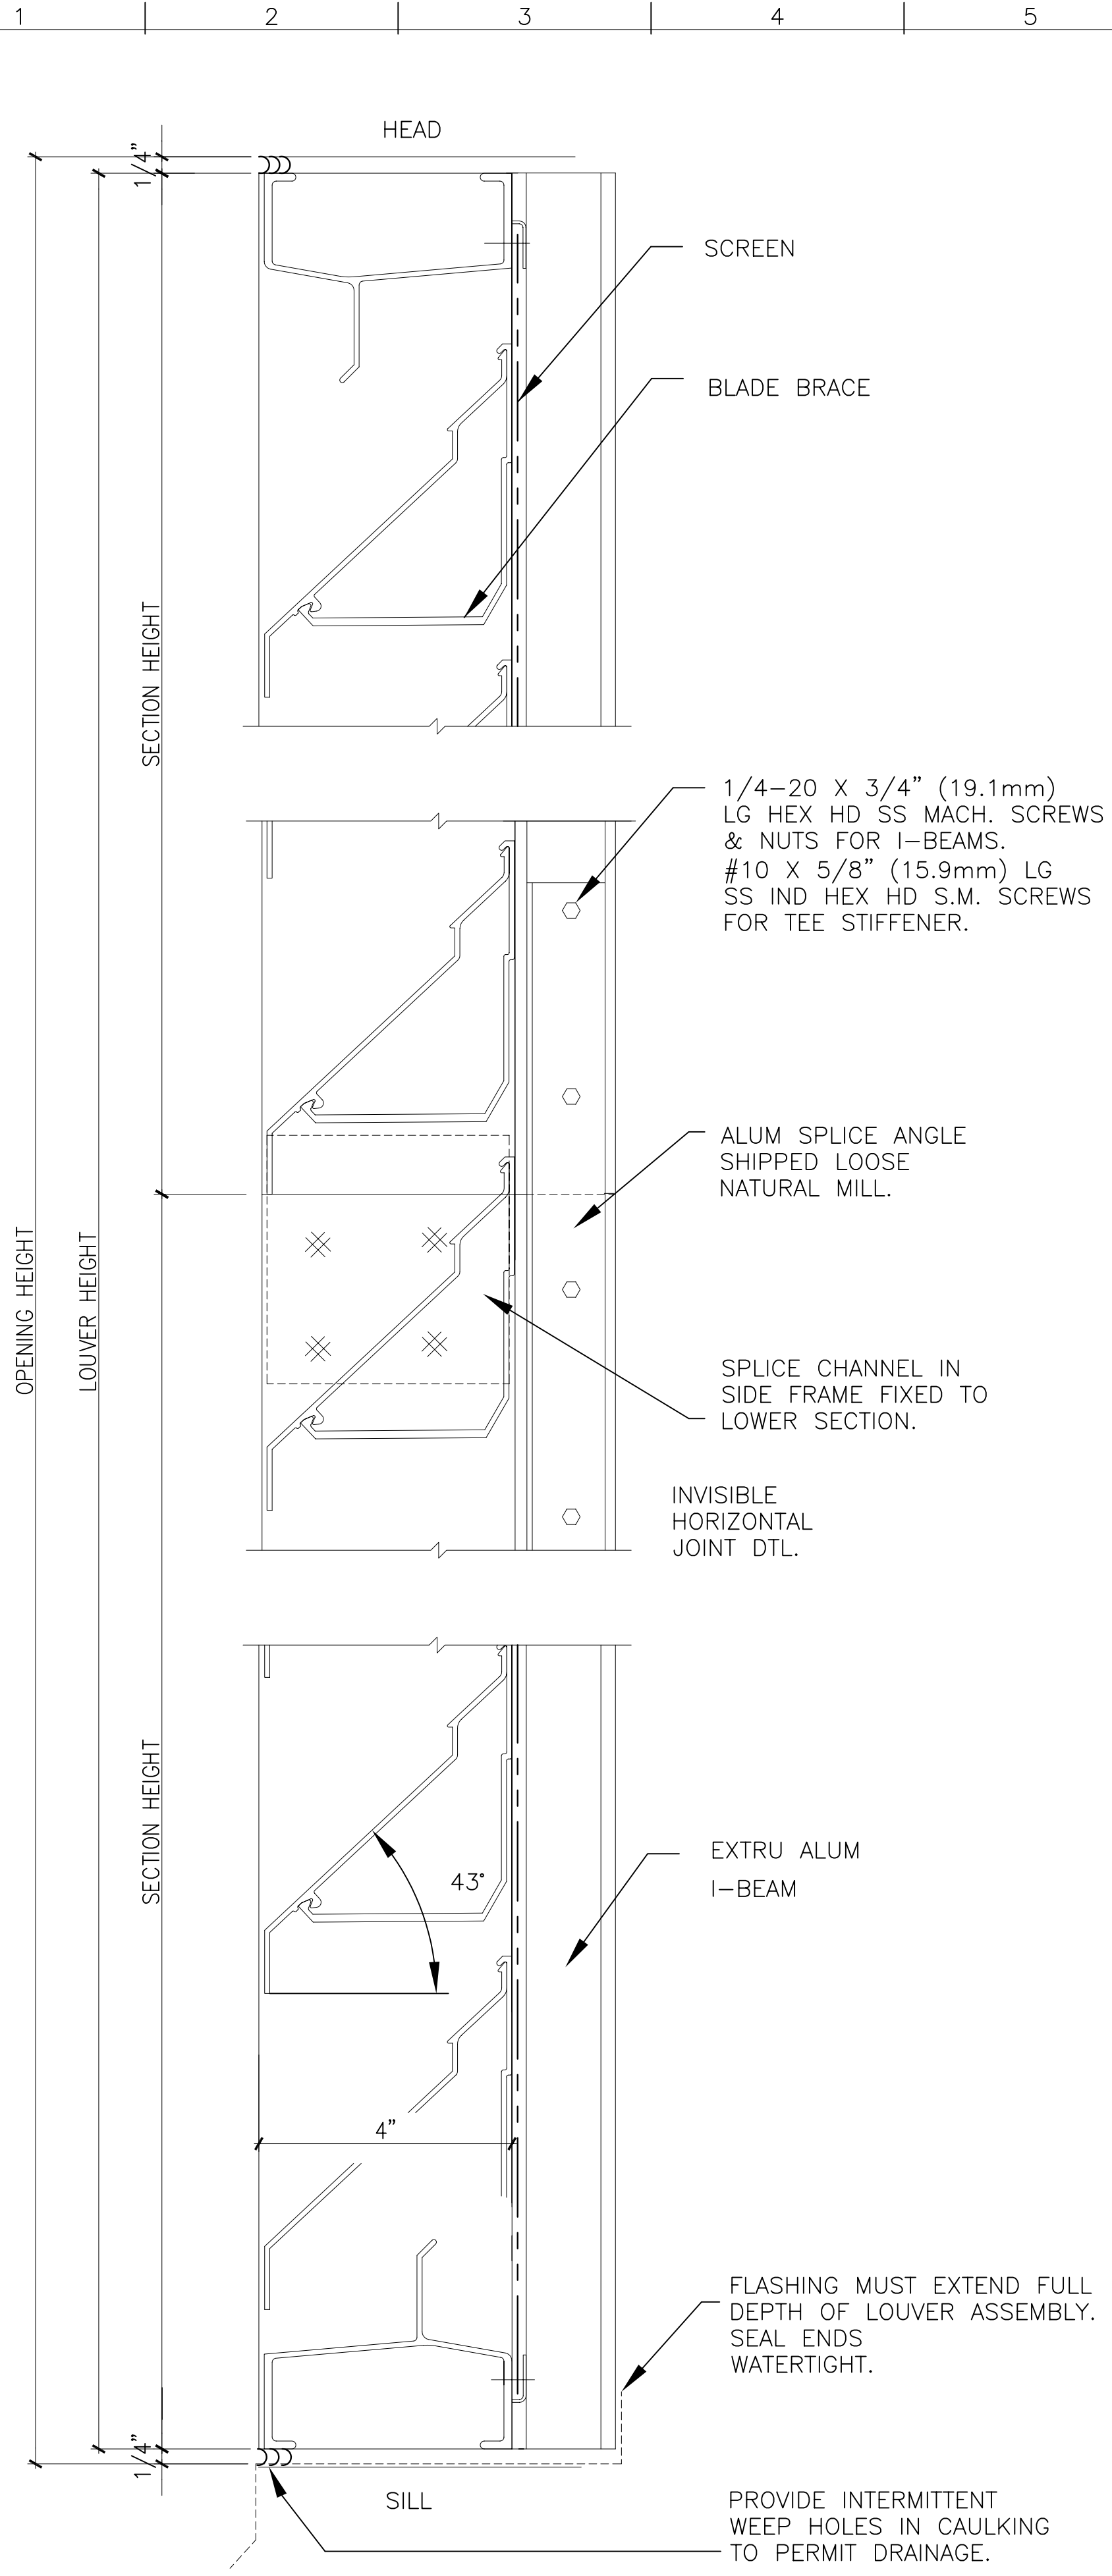 1 2 3 4 5
HEAD
1/4"
SCREEN
BLADE BRACE
SECTION HEIGHT
1/4-20 X 3/4" (19.1mm)
LG HEX HD SS MACH. SCREWS
& NUTS FOR I-BEAMS.
#10 X 5/8" (15.9mm) LG
SS IND HEX HD S.M. SCREWS
FOR TEE STIFFENER.
ALUM SPLICE ANGLE
SHIPPED LOOSE
NATURAL MILL.
OPENING HEIGHT
LOUVER HEIGHT
SPLICE CHANNEL IN
SIDE FRAME FIXED TO
LOWER SECTION.
INVISIBLE
HORIZONTAL
JOINT DTL.
SECTION HEIGHT
43°
EXTRU ALUM
I-BEAM
4"
FLASHING MUST EXTEND FULL
DEPTH OF LOUVER ASSEMBLY.
SEAL ENDS
WATERTIGHT.
1/4"
SILL
PROVIDE INTERMITTENT
WEEP HOLES IN CAULKING
TO PERMIT DRAINAGE.